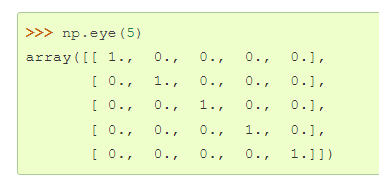 >>> np.eye(5)
array([[ 1.,  0.,  0.,  0.,  0.],
       [ 0.,  1.,  0.,  0.,  0.],
       [ 0.,  0.,  1.,  0.,  0.],
       [ 0.,  0.,  0.,  1.,  0.],
       [ 0.,  0.,  0.,  0.,  1.]])